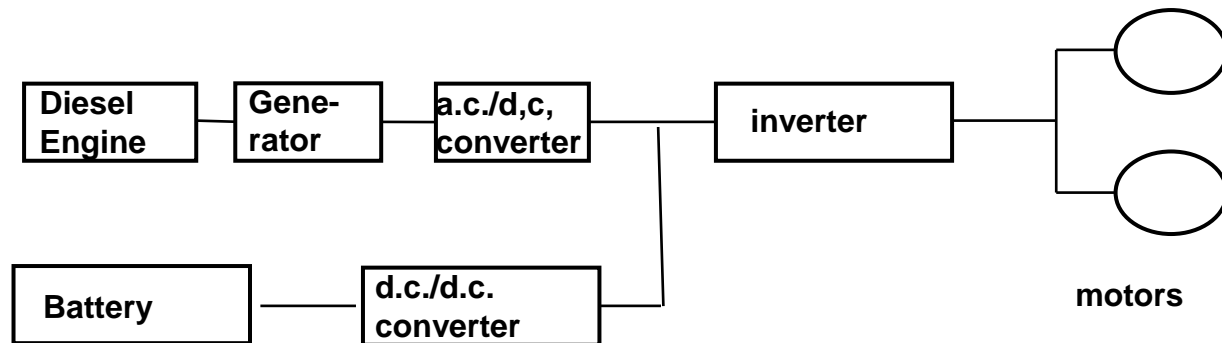 Diesel
Engine
Gene-
rator
a.c./d,c,
converter
inverter
Battery
d.c./d.c.
converter
motors